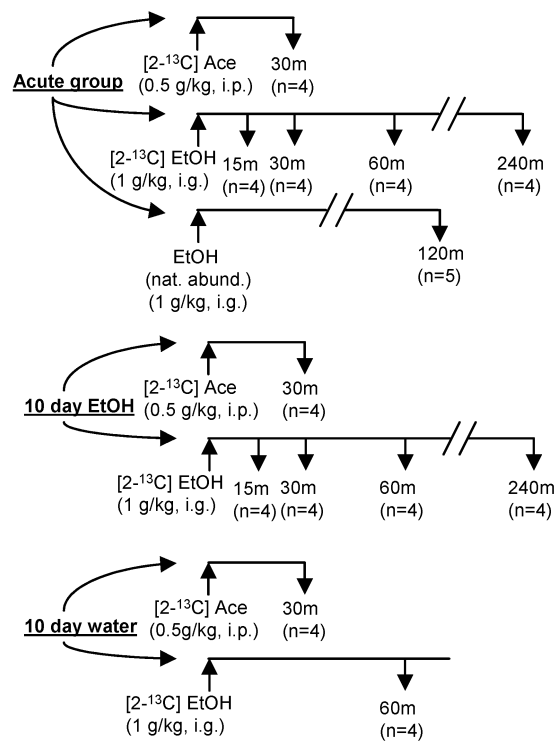 Acute group
[2-¹³C] Ace
(0.5 g/kg, i.p.)
30m
(n=4)
[2-¹³C] EtOH
(1 g/kg, i.g.)
15m
(n=4)
30m
(n=4)
60m
(n=4)
240m
(n=4)
EtOH
(nat. abund.)
(1 g/kg, i.g.)
120m
(n=5)
10 day EtOH
[2-¹³C] Ace
(0.5 g/kg, i.p.)
30m
(n=4)
[2-¹³C] EtOH
(1 g/kg, i.g.)
15m
(n=4)
30m
(n=4)
60m
(n=4)
240m
(n=4)
10 day water
[2-¹³C] Ace
(0.5g/kg, i.p.)
30m
(n=4)
[2-¹³C] EtOH
(1 g/kg, i.g.)
60m
(n=4)